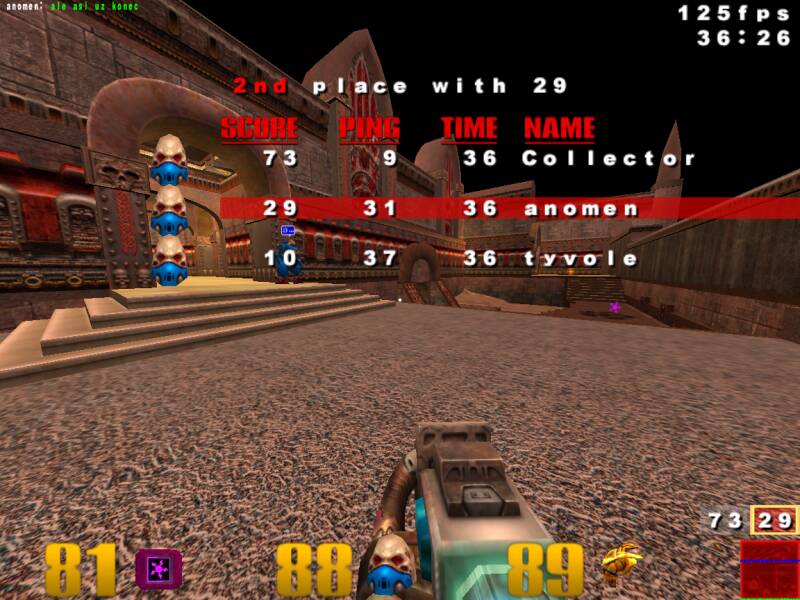 anomen: ale asi uz konec
125fps
36:26
2nd place with 29
SCORE PING TIME NAME
73 9 36 Collector
29 31 36 anomen
10 37 36 tyvole
73 29
81 88 89